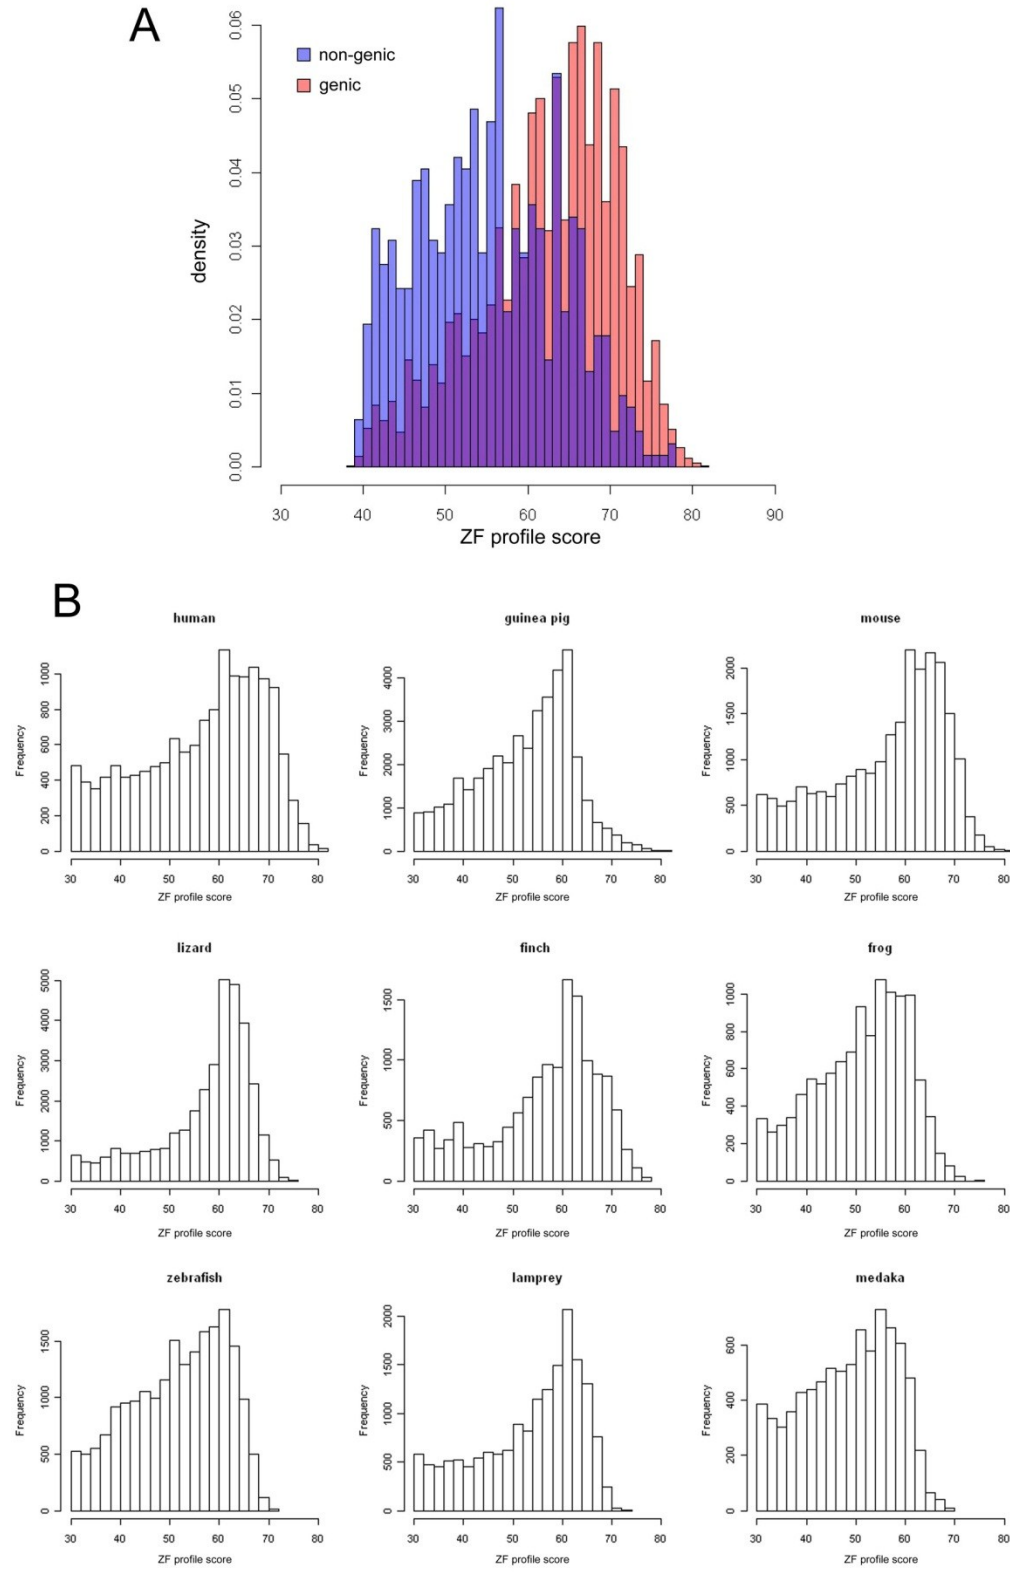 A
non-genic
genic
density
0.00 0.01 0.02 0.03 0.04 0.05 0.06
30 40 50 60 70 80 90
ZF profile score
B
human
Frequency
0 200 400 600 800 1000
30 40 50 60 70 80
ZF profile score
guinea pig
Frequency
0 1000 2000 3000 4000
30 40 50 60 70 80
ZF profile score
mouse
Frequency
0 500 1000 1500 2000
30 40 50 60 70 80
ZF profile score
lizard
Frequency
0 1000 2000 3000 4000 5000
30 40 50 60 70 80
ZF profile score
finch
Frequency
0 500 1000 1500
30 40 50 60 70 80
ZF profile score
frog
Frequency
0 200 400 600 800 1000
30 40 50 60 70 80
ZF profile score
zebrafish
Frequency
0 500 1000 1500
30 40 50 60 70 80
ZF profile score
lamprey
Frequency
0 500 1000 1500 2000
30 40 50 60 70 80
ZF profile score
medaka
Frequency
0 200 400 600
30 40 50 60 70 80
ZF profile score